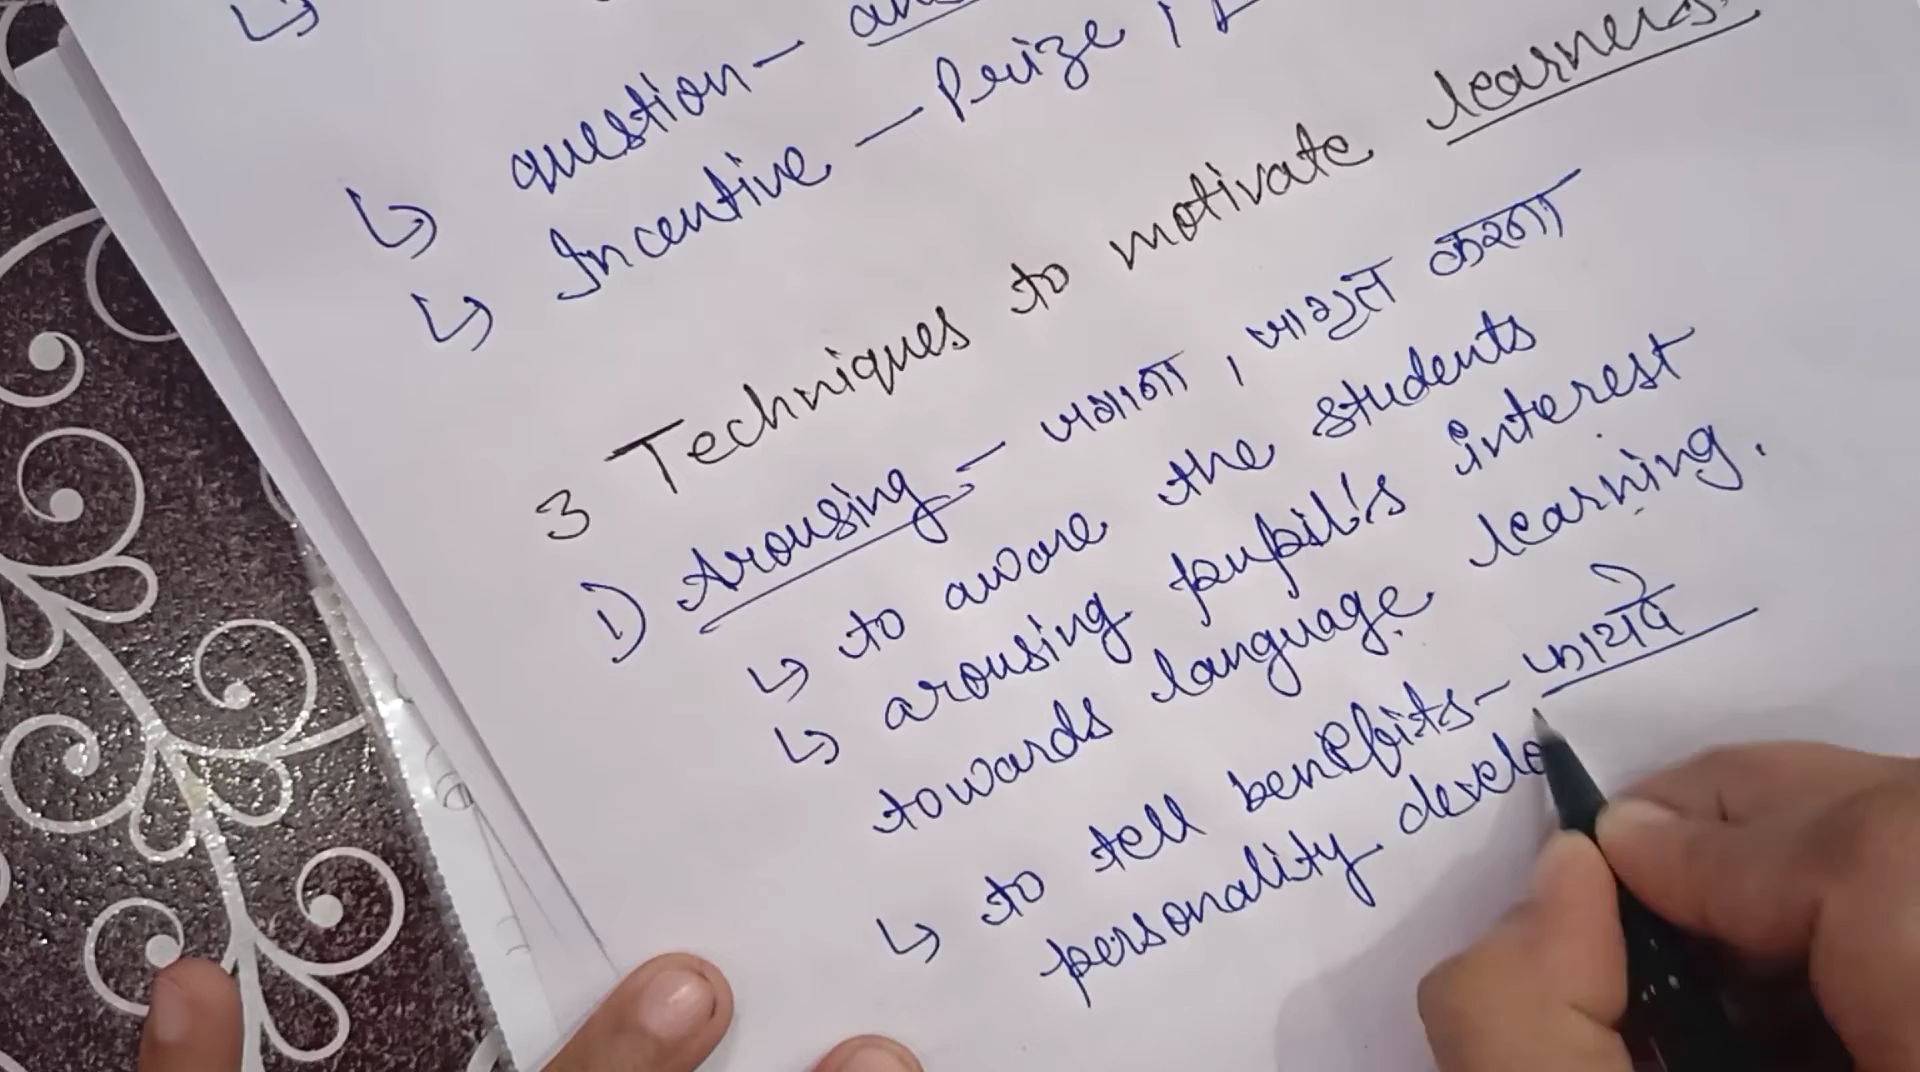 question -
Incentive - Prize,
3 Techniques to motivate learners.
1) Arousing - जगाना, जाग्रत करना
↳ to aware the students
↳ arousing pupil's interest
towards language learning.
↳ to tell benefits - फायदे
personality develo